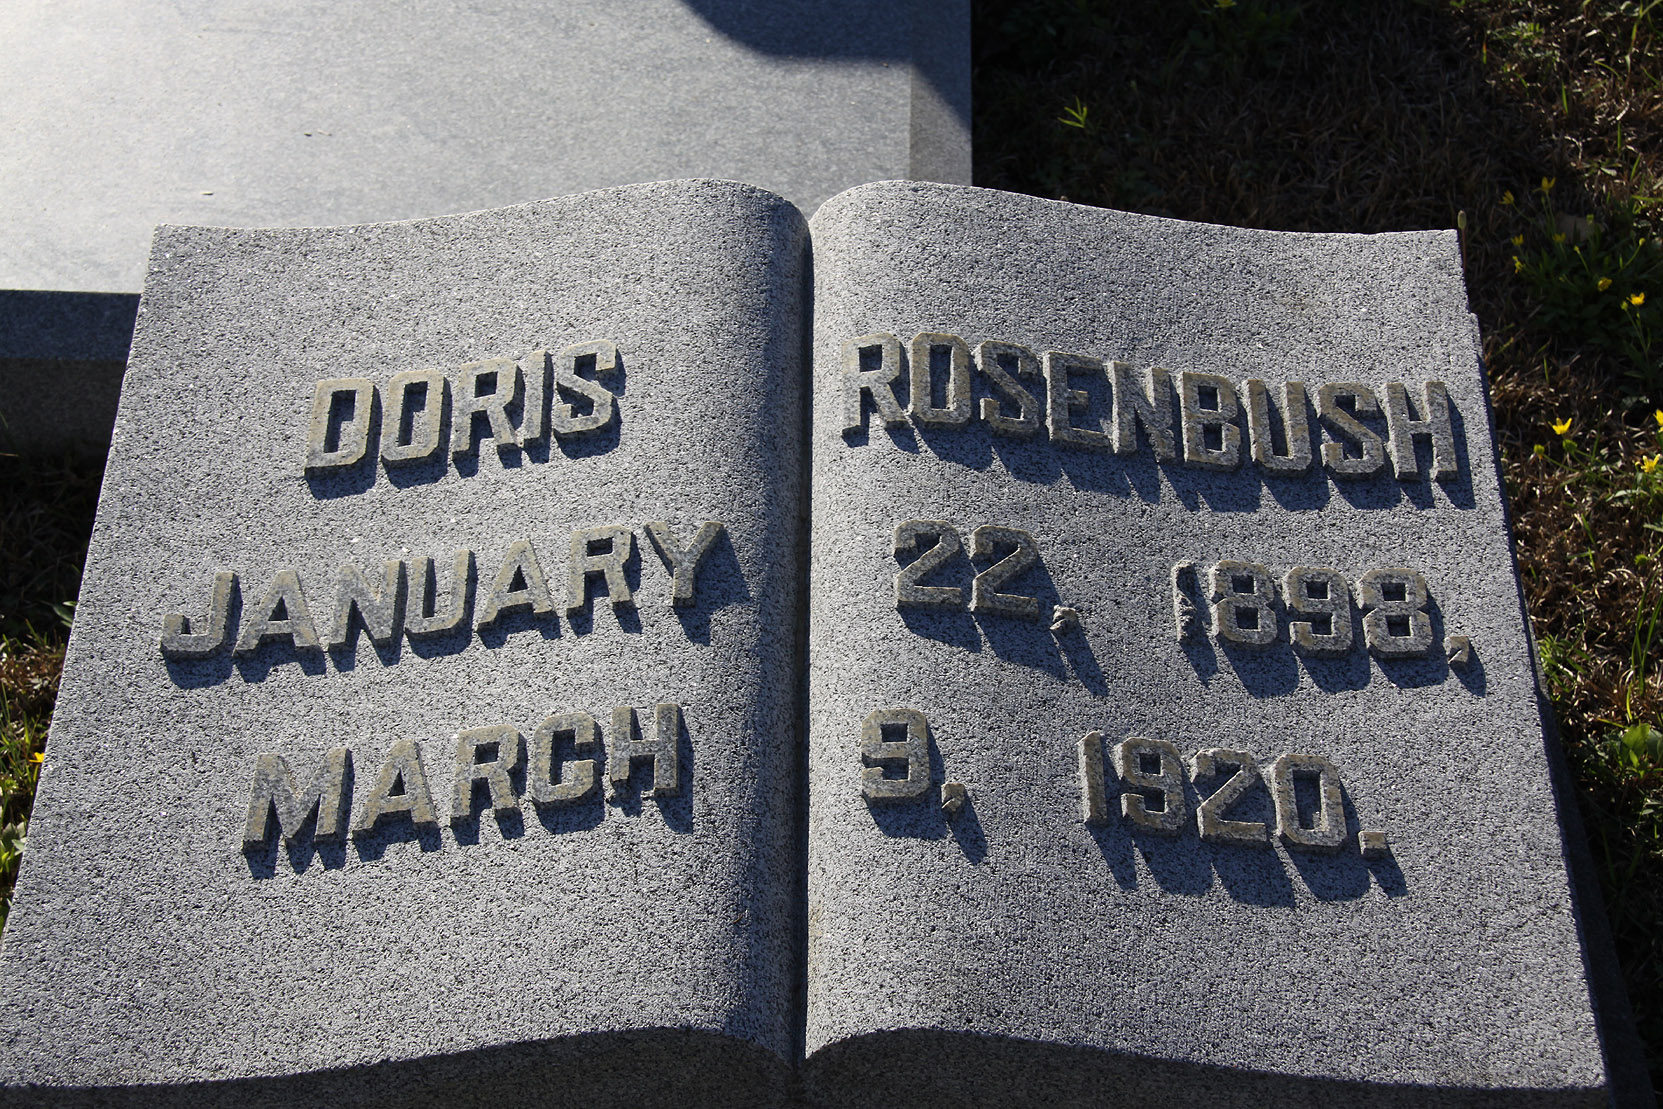 DORIS ROSENBUSH
JANUARY 22, 1898,
MARCH 9, 1920.